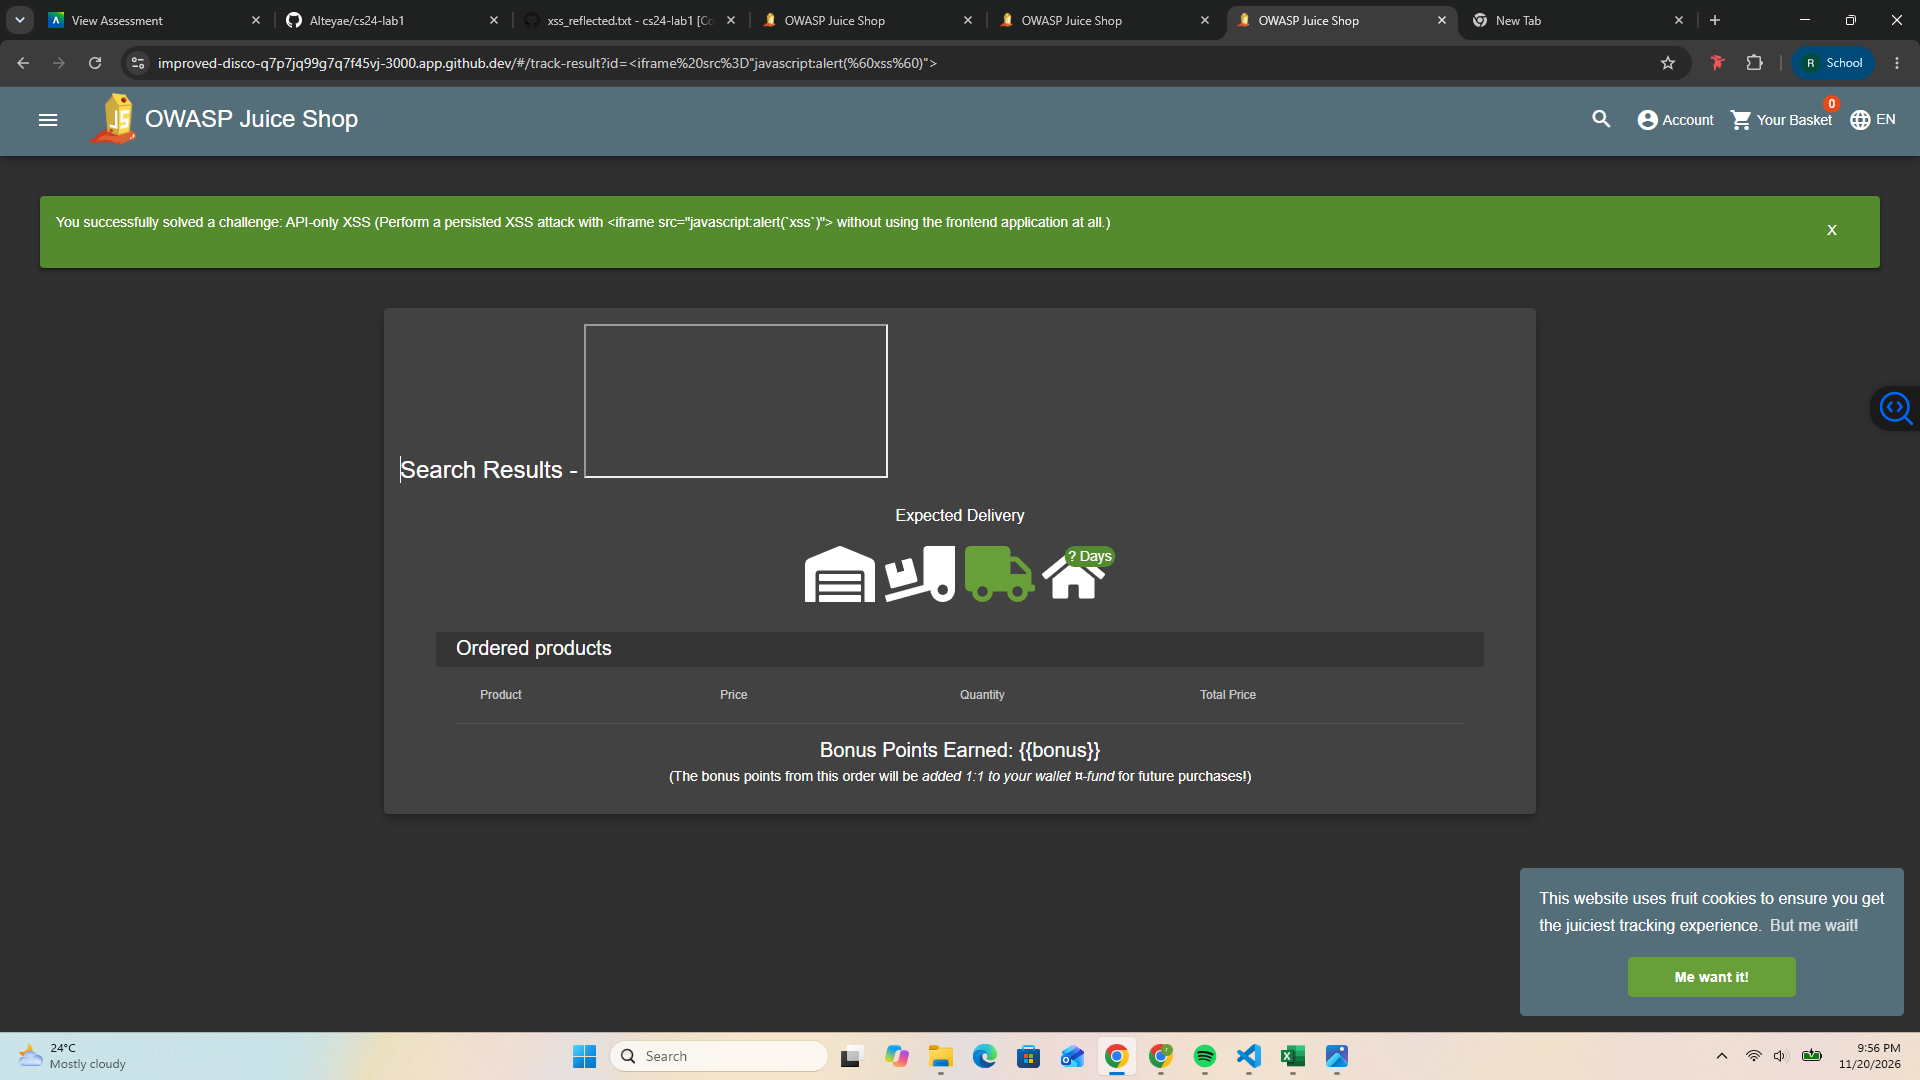 View Assessment
Alteyae/cs24-lab1
xss_reflected.txt - cs24-lab1 [Co
OWASP Juice Shop
OWASP Juice Shop
OWASP Juice Shop
New Tab
improved-disco-q7p7jq99g7q7f45vj-3000.app.github.dev/#/track-result?id=<iframe%20src%3D"javascript:alert(%60xss%60)">
R School
JS
OWASP Juice Shop
Account
Your Basket
0
EN
You successfully solved a challenge: API-only XSS (Perform a persisted XSS attack with <iframe src="javascript:alert(`xss`)"> without using the frontend application at all.)
X
Search Results -
Expected Delivery
? Days
Ordered products
Product Price Quantity Total Price
Bonus Points Earned: {{bonus}}
(The bonus points from this order will be added 1:1 to your wallet ¤-fund for future purchases!)
This website uses fruit cookies to ensure you get
the juiciest tracking experience. But me wait!
Me want it!
24°C
Mostly cloudy
Search
9:56 PM
11/20/2026